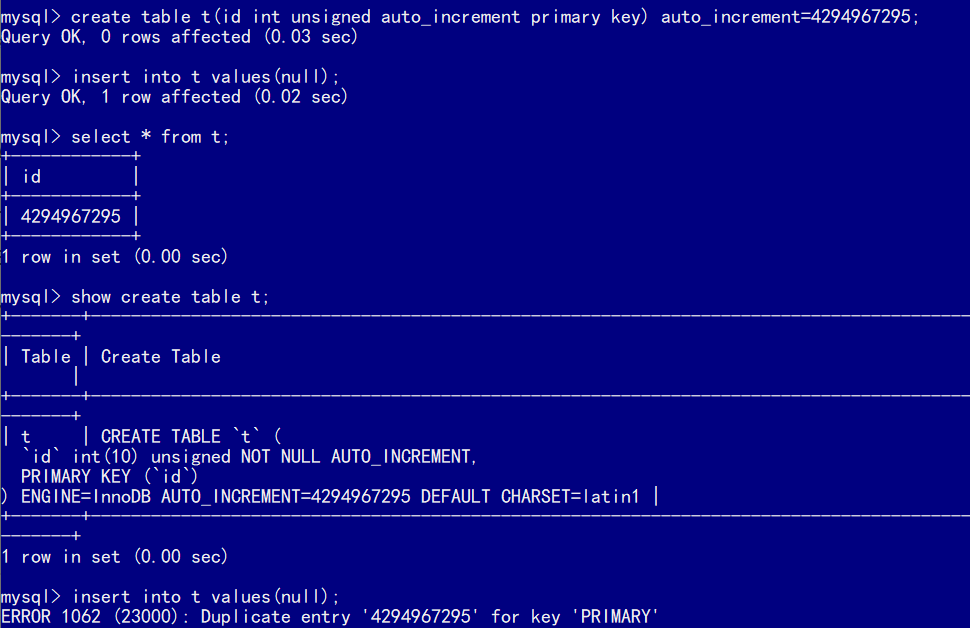 mysql> create table t(id int unsigned auto_increment primary key) auto_increment=4294967295;
Query OK, 0 rows affected (0.03 sec)
mysql> insert into t values(null);
Query OK, 1 row affected (0.02 sec)
mysql> select * from t;
+------------+
| id         |
+------------+
| 4294967295 |
+------------+
1 row in set (0.00 sec)
mysql> show create table t;
+-------+----------------------------------------------------------------------------------------
-------+
| Table | Create Table
       |
+-------+----------------------------------------------------------------------------------------
-------+
| t     | CREATE TABLE `t` (
  `id` int(10) unsigned NOT NULL AUTO_INCREMENT,
  PRIMARY KEY (`id`)
) ENGINE=InnoDB AUTO_INCREMENT=4294967295 DEFAULT CHARSET=latin1 |
+-------+----------------------------------------------------------------------------------------
-------+
1 row in set (0.00 sec)
mysql> insert into t values(null);
ERROR 1062 (23000): Duplicate entry '4294967295' for key 'PRIMARY'